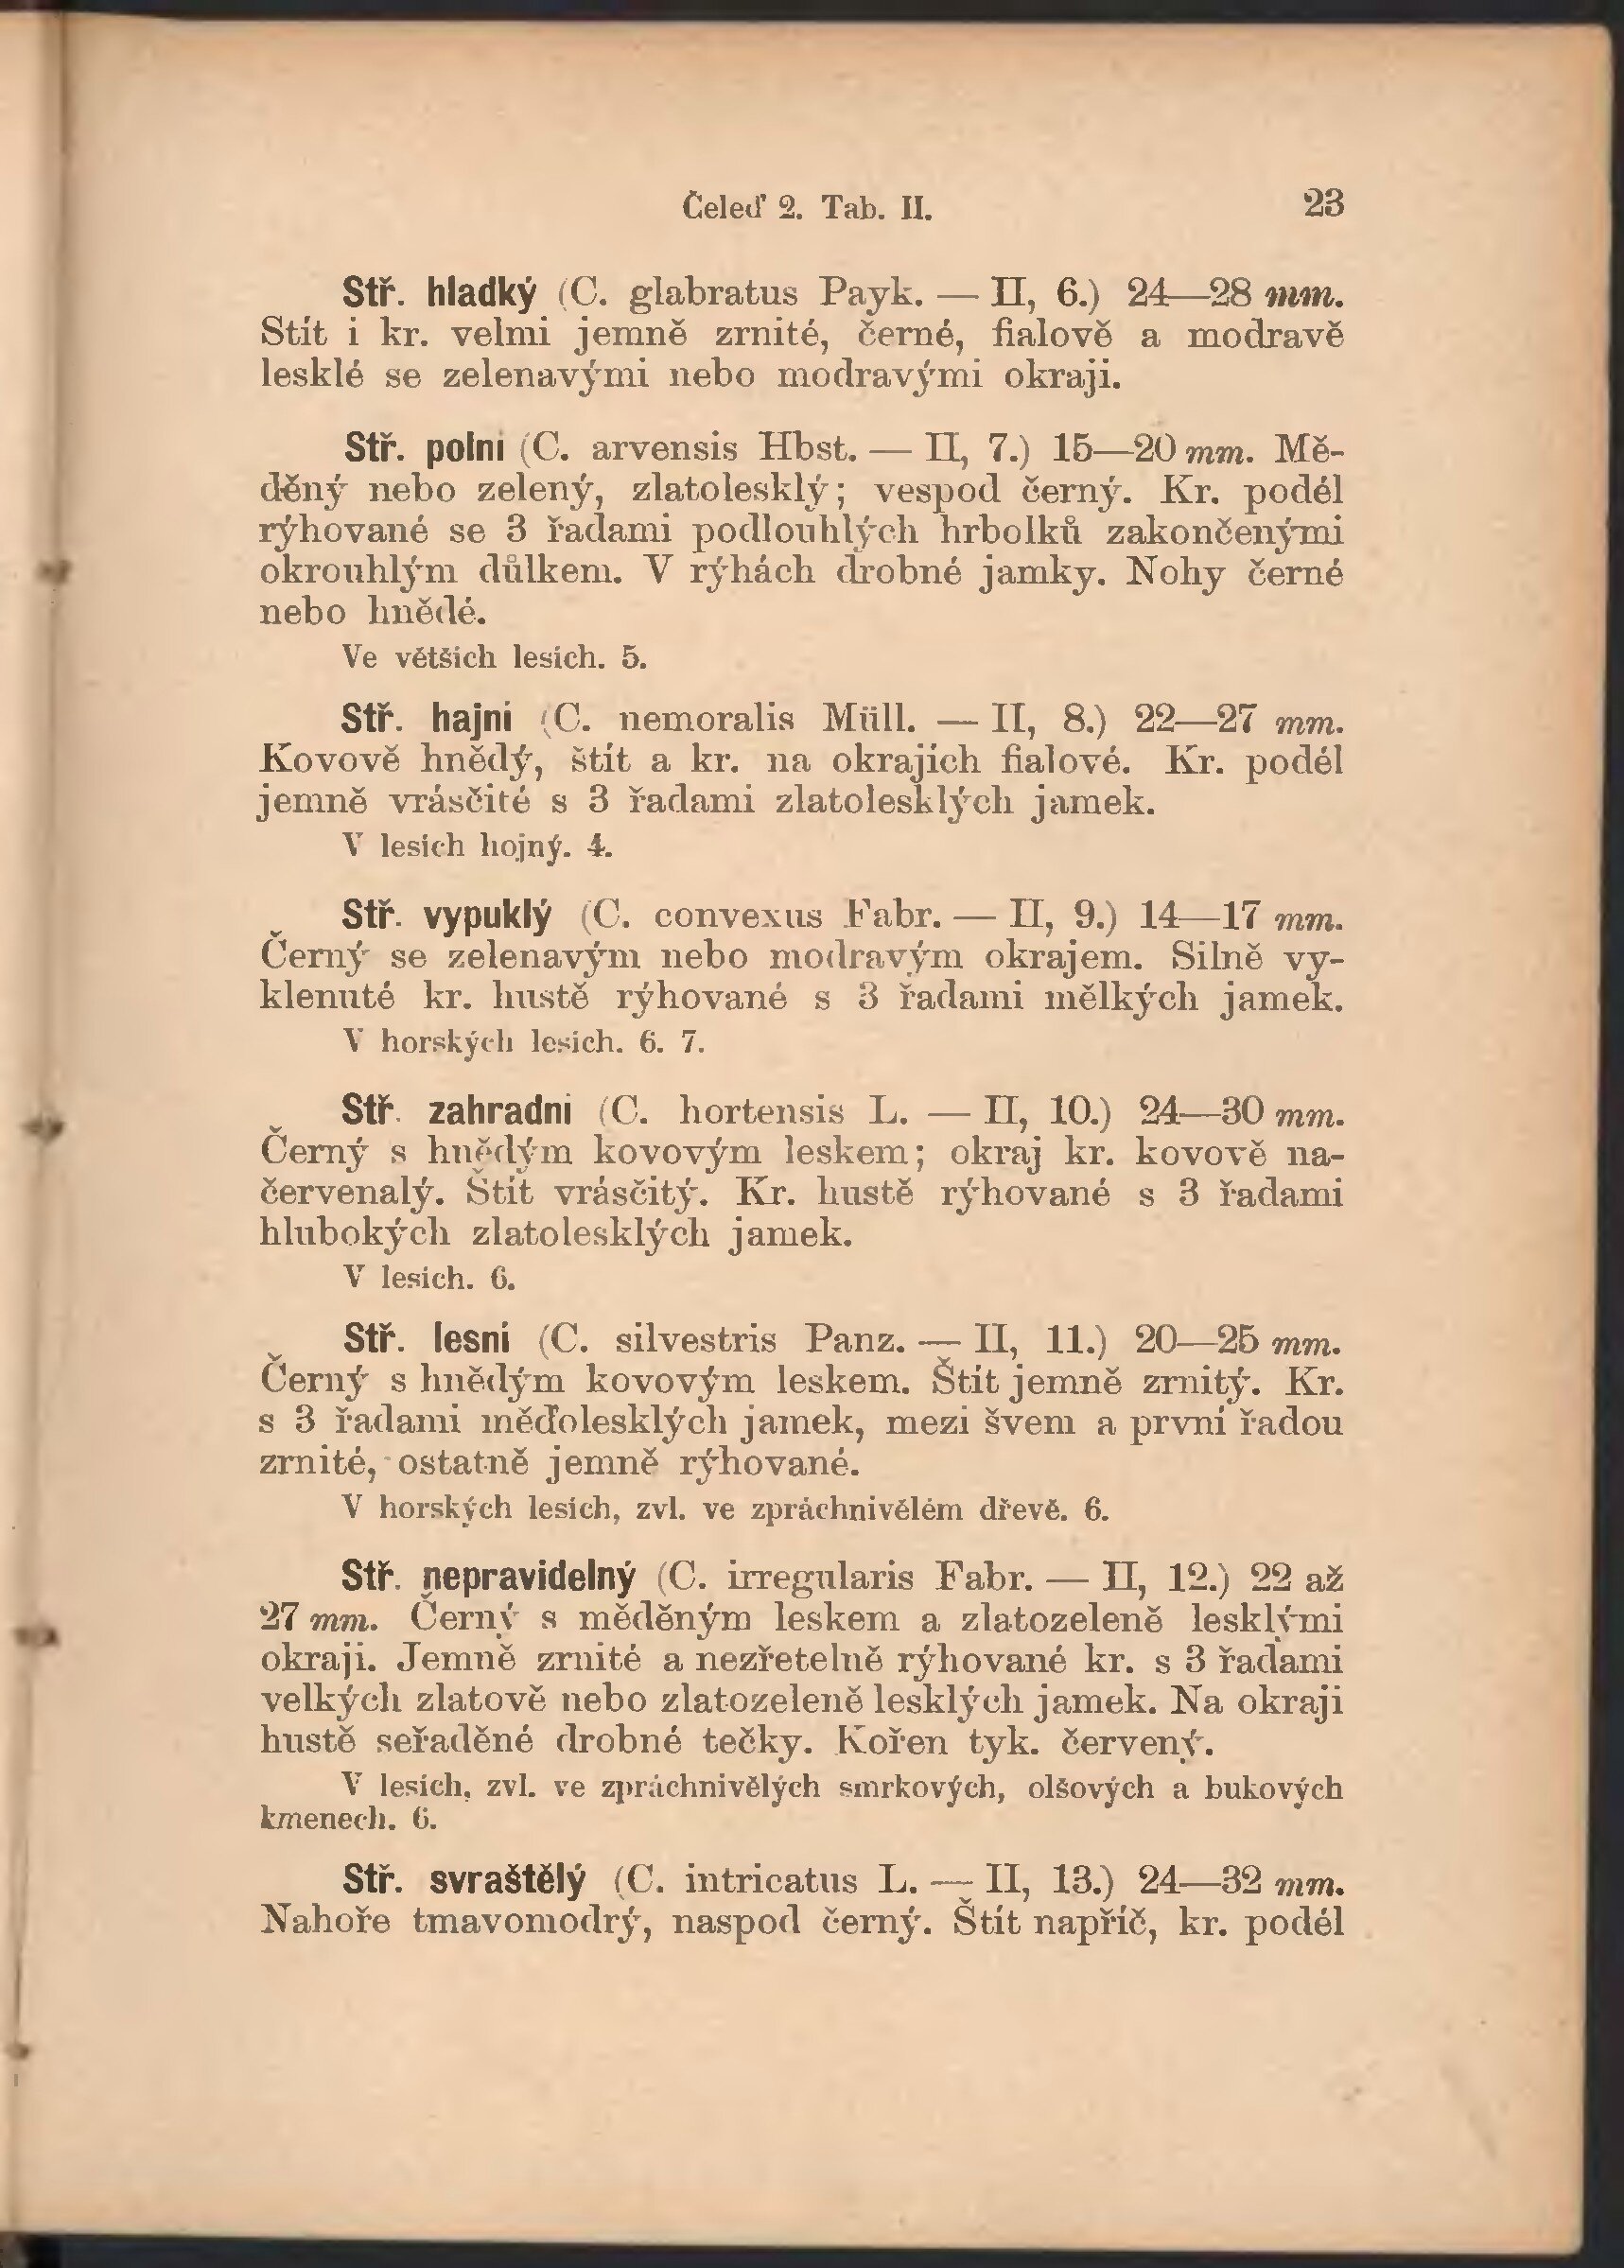 Čeleď 2. Tab. II. 23
Stř. hladký (C. glabratus Payk. — II, 6.) 24—28 mm.
Stít i kr. velmi jemně zrnité, černé, fialově a modravě
lesklé se zelenavými nebo modravými okraji.
Stř. polní (C. arvensis Hbst. — II, 7.) 15—20 mm. Mě-
děný nebo zelený, zlatolesklý; vespod černý. Kr. podél
rýhované se 3 řadami podlouhlých hrbolků zakončenými
okrouhlým důlkem. V rýhách drobné jamky. Nohy černé
nebo hnědé.
Ve větších lesích. 5.
Stř. hajní (C. nemoralis Müll. — II, 8.) 22—27 mm.
Kovově hnědý, štít a kr. na okrajích fialové. Kr. podél
jemně vrásčité s 3 řadami zlatolesklých jamek.
V lesích hojný. 4.
Stř. vypuklý (C. convexus Fabr. — II, 9.) 14—17 mm.
Černý se zelenavým nebo modravým okrajem. Silně vy-
klenuté kr. hustě rýhované s 3 řadami mělkých jamek.
V horských lesích. 6. 7.
Stř. zahradní (C. hortensis L. — II, 10.) 24—30 mm.
Černý s hnědým kovovým leskem; okraj kr. kovově na-
červenalý. Štít vrásčitý. Kr. hustě rýhované s 3 řadami
hlubokých zlatolesklých jamek.
V lesích. 6.
Stř. lesní (C. silvestris Panz. — II, 11.) 20—25 mm.
Černý s hnědým kovovým leskem. Štít jemně zrnitý. Kr.
s 3 řadami měďolesklých jamek, mezi švem a první řadou
zrnité, ostatně jemně rýhované.
V horských lesích, zvl. ve zpráchnivělém dřevě. 6.
Stř. nepravidelný (C. irregularis Fabr. — II, 12.) 22 až
27 mm. Černý s měděným leskem a zlatozeleně lesklými
okraji. Jemně zrnité a nezřetelně rýhované kr. s 3 řadami
velkých zlatově nebo zlatozeleně lesklých jamek. Na okraji
hustě seřaděné drobné tečky. Kořen tyk. červený.
V lesích, zvl. ve zpráchnivělých smrkových, olšových a bukových
kmenech. 6.
Stř. svraštělý (C. intricatus L. — II, 13.) 24—32 mm.
Nahoře tmavomodrý, naspod černý. Štít napříč, kr. podél